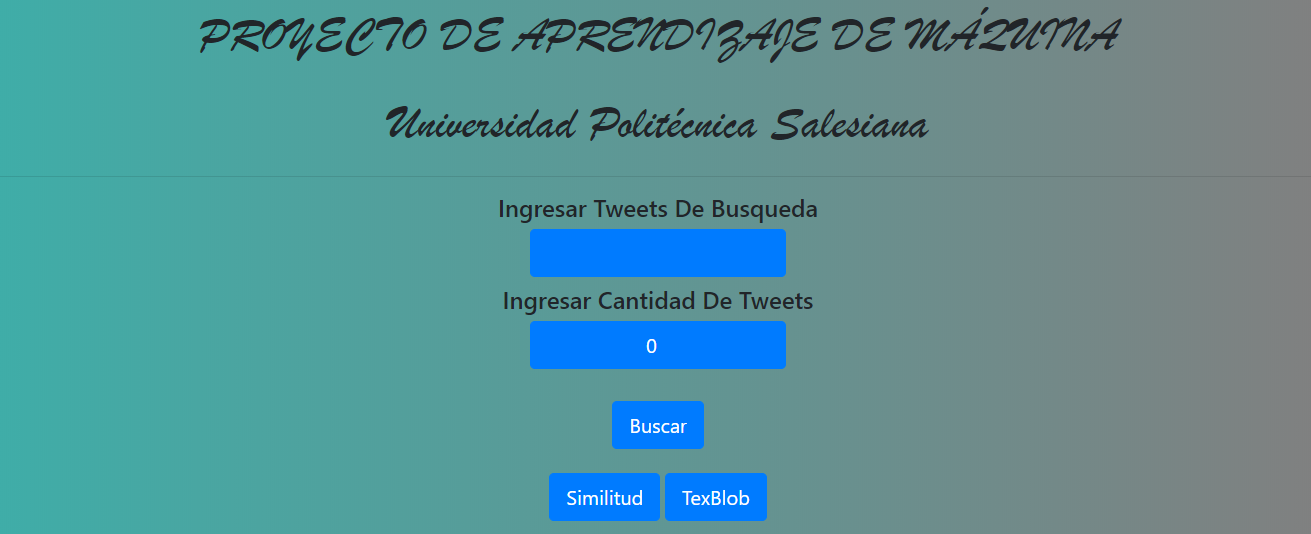 PROYECTO DE APRENDIZAJE DE MÁQUINA
Universidad Politécnica Salesiana
Ingresar Tweets De Busqueda
Ingresar Cantidad De Tweets
0
Buscar
Similitud TexBlob